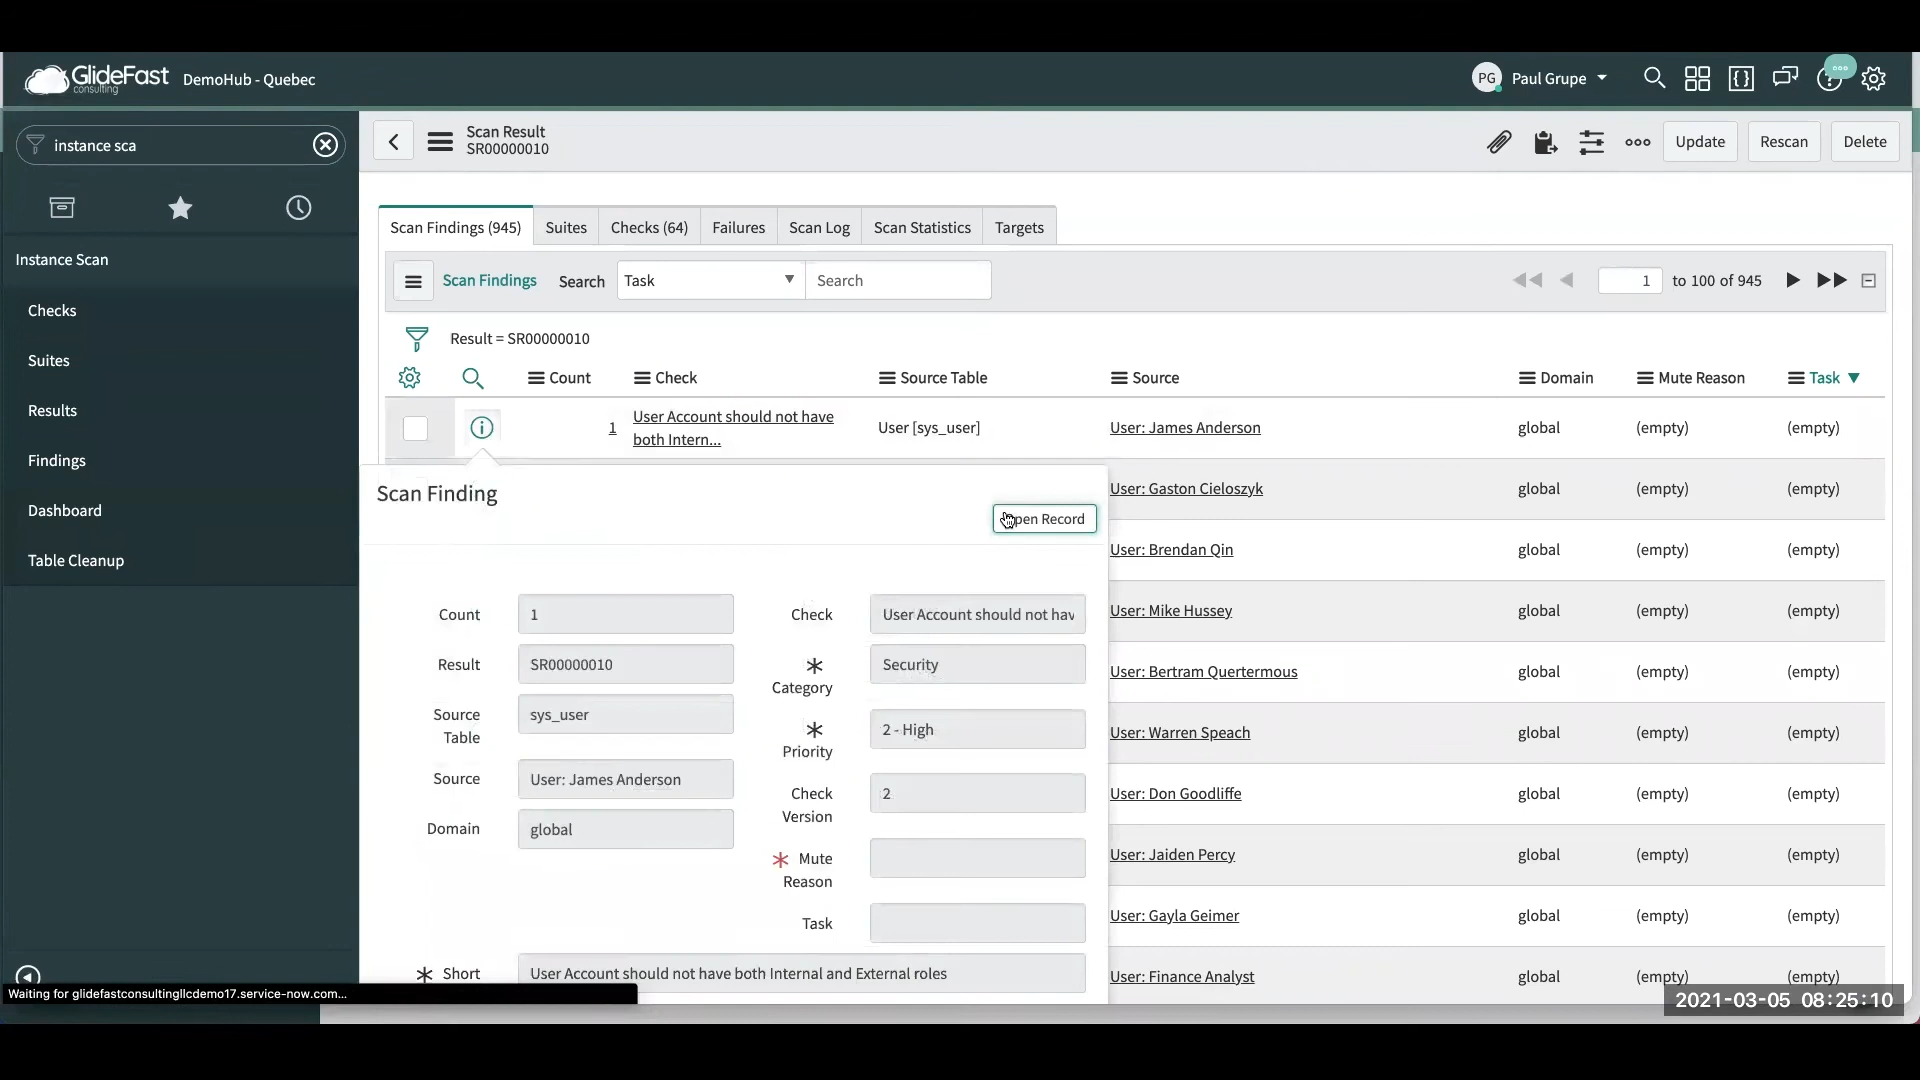 GlideFast
consulting
DemoHub - Quebec
PG
Paul Grupe
instance sca
Scan Result
SR00000010
Update
Rescan
Delete
Instance Scan
Checks
Suites
Results
Findings
Dashboard
Table Cleanup
Scan Findings (945)
Suites
Checks (64)
Failures
Scan Log
Scan Statistics
Targets
Scan Findings
Search
Task
Search
1
to 100 of 945
Result = SR00000010
Count
Check
Source Table
Source
Domain
Mute Reason
Task
1
User Account should not have
both Intern...
User [sys_user]
User: James Anderson
global
(empty)
(empty)
User: Gaston Cieloszyk
global
(empty)
(empty)
User: Brendan Qin
global
(empty)
(empty)
User: Mike Hussey
global
(empty)
(empty)
User: Bertram Quertermous
global
(empty)
(empty)
User: Warren Speach
global
(empty)
(empty)
User: Don Goodliffe
global
(empty)
(empty)
User: Jaiden Percy
global
(empty)
(empty)
User: Gayla Geimer
global
(empty)
(empty)
User: Finance Analyst
global
(empty)
(empty)
Scan Finding
Open Record
Count
1
Result
SR00000010
Source
Table
sys_user
Source
User: James Anderson
Domain
global
Check
User Account should not hav
Category
Security
Priority
2 - High
Check
Version
2
Mute
Reason
Task
Short
User Account should not have both Internal and External roles
Waiting for glidefastconsultingllcdemo17.service-now.com...
2021-03-05 08:25:10